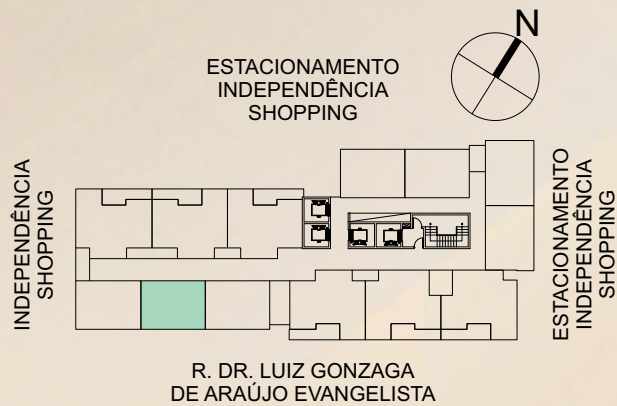 N
ESTACIONAMENTO
INDEPENDÊNCIA
SHOPPING
INDEPENDÊNCIA
SHOPPING
ESTACIONAMENTO
INDEPENDÊNCIA
SHOPPING
R. DR. LUIZ GONZAGA
DE ARAÚJO EVANGELISTA